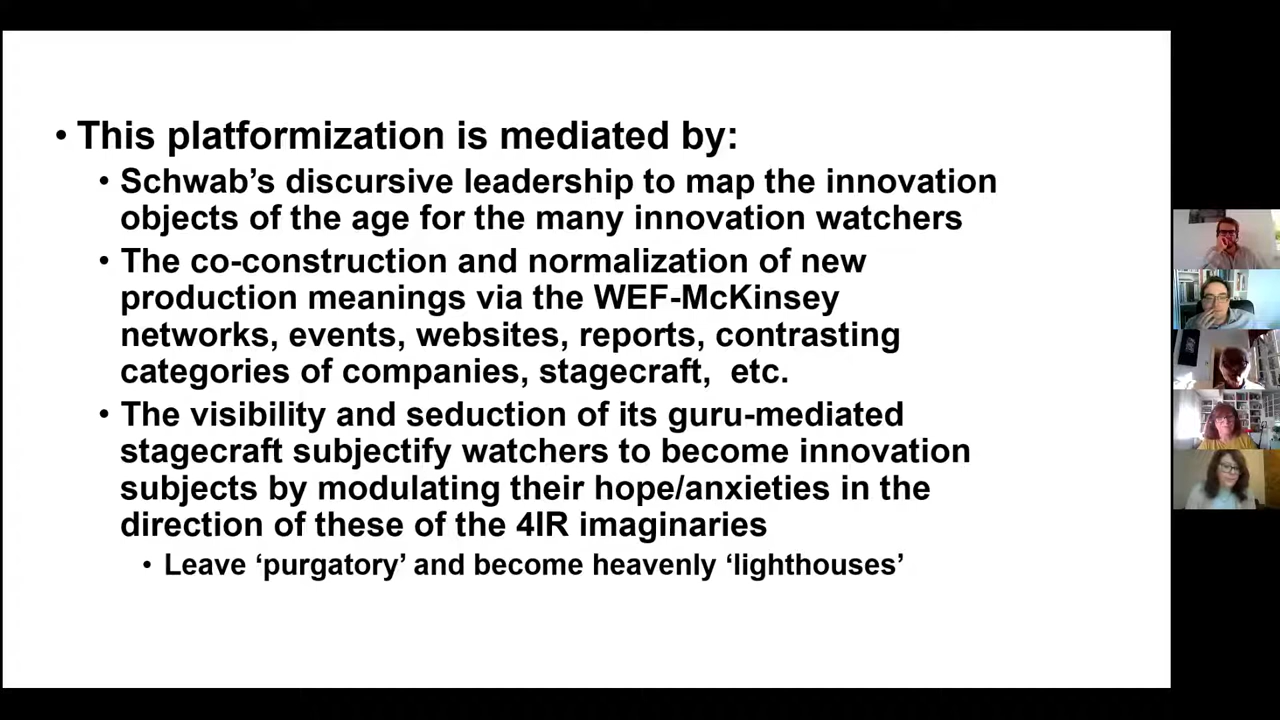 • This platformization is mediated by:
• Schwab’s discursive leadership to map the innovation
objects of the age for the many innovation watchers
• The co-construction and normalization of new
production meanings via the WEF-McKinsey
networks, events, websites, reports, contrasting
categories of companies, stagecraft,  etc.
• The visibility and seduction of its guru-mediated
stagecraft subjectify watchers to become innovation
subjects by modulating their hope/anxieties in the
direction of these of the 4IR imaginaries
• Leave ‘purgatory’ and become heavenly ‘lighthouses’